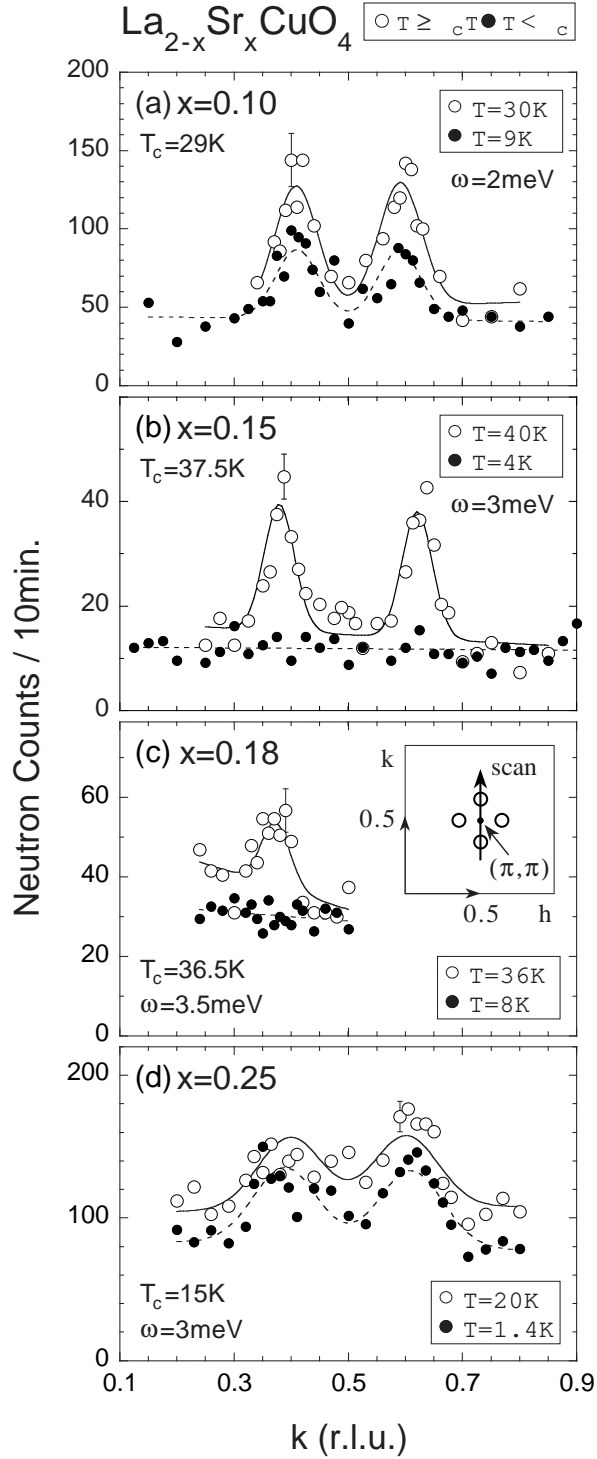 La2-xSrxCuO4 ○ T ≥ cT ● T < c
200
(a) x=0.10
○ T=30K
Tc=29K
● T=9K
150
ω=2meV
100
50
0
(b) x=0.15
○ T=40K
● T=4K
Tc=37.5K
ω=3meV
40
20
0
(c) x=0.18
k
scan
60
0.5
(π,π)
40
0.5 h
30
Tc=36.5K
○ T=36K
ω=3.5meV
● T=8K
0
200
(d) x=0.25
150
100
Tc=15K
○ T=20K
ω=3meV
● T=1.4K
0
0.1 0.3 0.5 0.7 0.9
k (r.l.u.)
Neutron Counts / 10min.